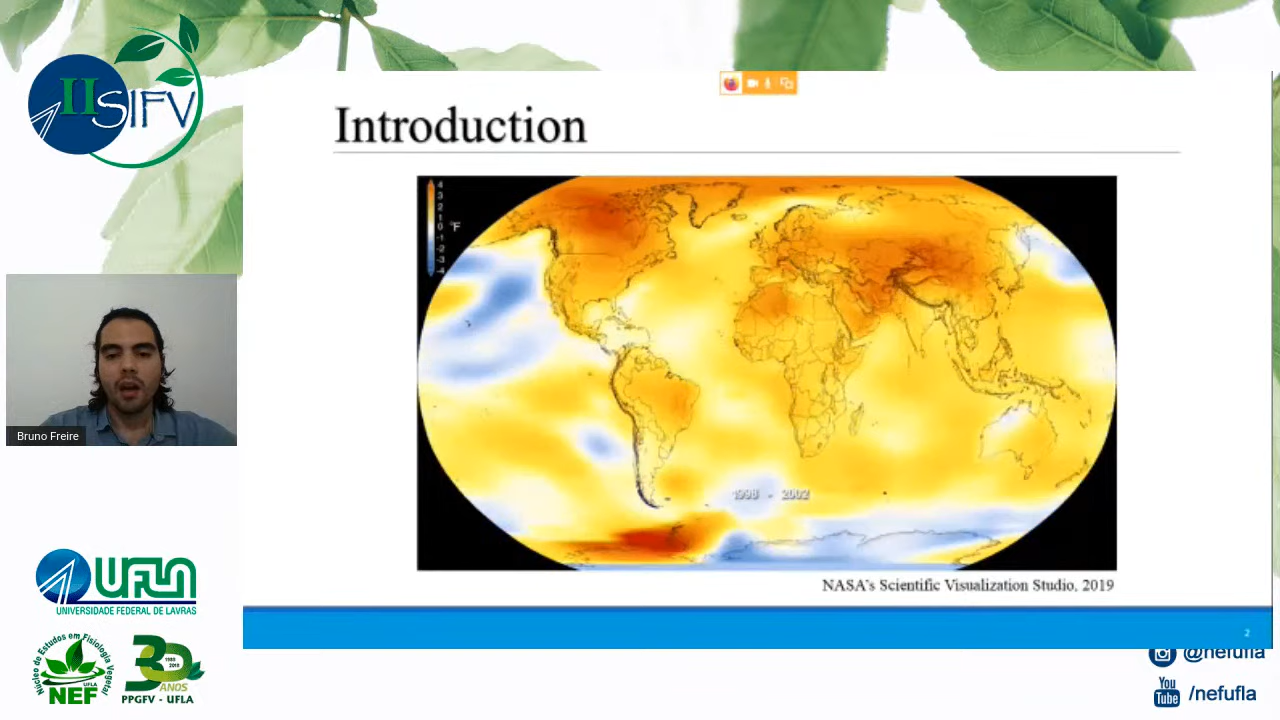 II SIFV
Introduction
4
3
2
1
0
-1
-2
-3
-4
°F
1998 - 2002
NASA's Scientific Visualization Studio, 2019
2
Bruno Freire
UFLA
UNIVERSIDADE FEDERAL DE LAVRAS
Núcleo de Estudos em Fisiologia Vegetal
UFLA
NEF
30
ANOS
PPGFV - UFLA
@nefufla
You
Tube
/nefufla